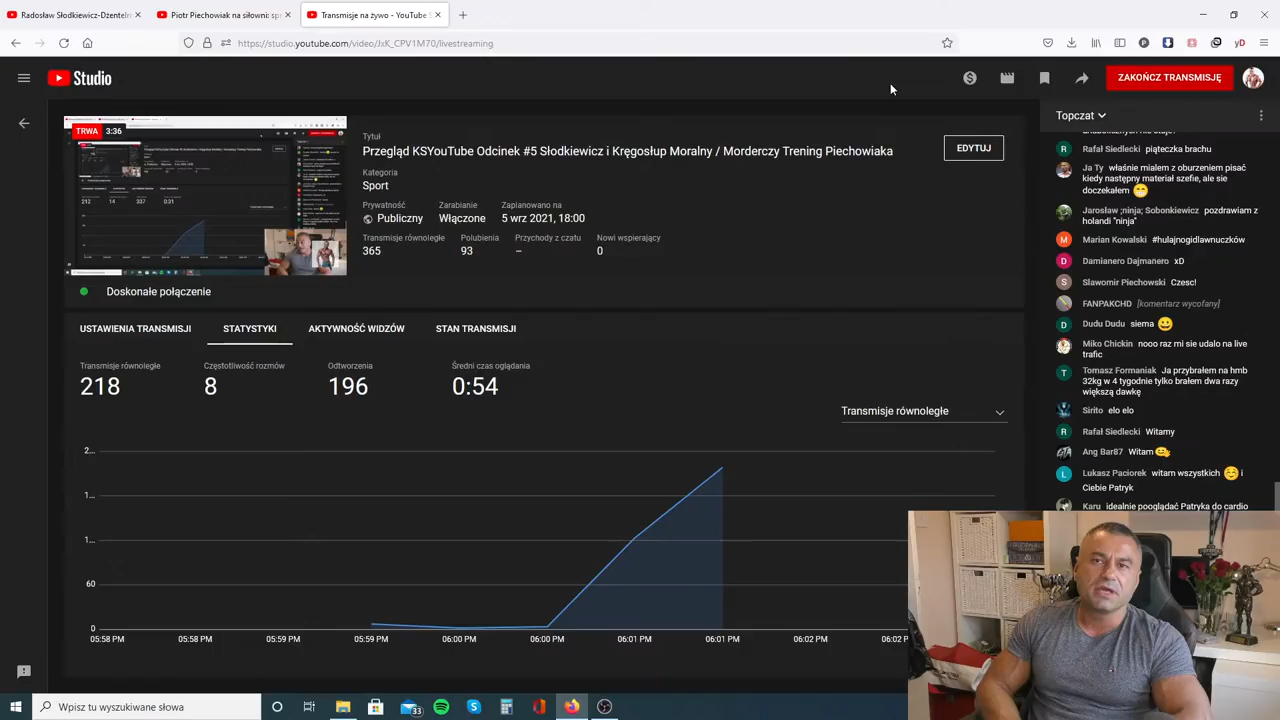 Radosław Słodkiewicz-Dżentelm
Piotr Piechowiak na siłowni: spr
Transmisje na żywo - YouTube S
https://studio.youtube.com/video/JxK_CPV1M70/livestreaming
Studio
ZAKOŃCZ TRANSMISJĘ
Topczat
TRWA 3:36
Tytuł
Przegląd KSYouTube Odcinek #5 Słodkiewicz i Kręgosłup Moralny / Morderczy Trening Piechowiaka
EDYTUJ
Kategoria
Sport
Prywatność Zarabianie Zaplanowano na
Publiczny Włączone 5 wrz 2021, 18:00
Transmisje równoległe Polubienia Przychody z czatu Nowi wspierający
365 93 – 0
Doskonałe połączenie
USTAWIENIA TRANSMISJI STATYSTYKI AKTYWNOŚĆ WIDZÓW STAN TRANSMISJI
Transmisje równoległe Częstotliwość rozmów Odtworzenia Średni czas oglądania
218 8 196 0:54
Transmisje równoległe
2...
1...
1...
60
0
05:58 PM 05:58 PM 05:59 PM 05:59 PM 06:00 PM 06:00 PM 06:01 PM 06:01 PM 06:02 PM 06:02
Rafał Siedlecki piąteczka brachu
Ja Ty właśnie mialem z oburzeniem pisać
kiedy następny materiał szefie, ale sie
doczekałem
Jarosław ;ninja; Sobonkiewicz pozdrawiam z
holandi "ninja"
Marian Kowalski #hulajnogidlawnuczków
Damianero Dajmanero xD
Sławomir Piechowski Czesc!
FANPAKCHD [komentarz wycofany]
Dudu Dudu siema
Miko Chickin nooo raz mi sie udalo na live
trafic
Tomasz Formaniak Ja przybrałem na hmb
32kg w 4 tygodnie tylko brałem dwa razy
większą dawkę
Sirito elo elo
Rafał Siedlecki Witamy
Ang Bar87 Witam
Lukasz Paciorek witam wszystkich i
Ciebie Patryk
Karu idealnie pooglądać Patryka do cardio
Wpisz tu wyszukiwane słowa
33